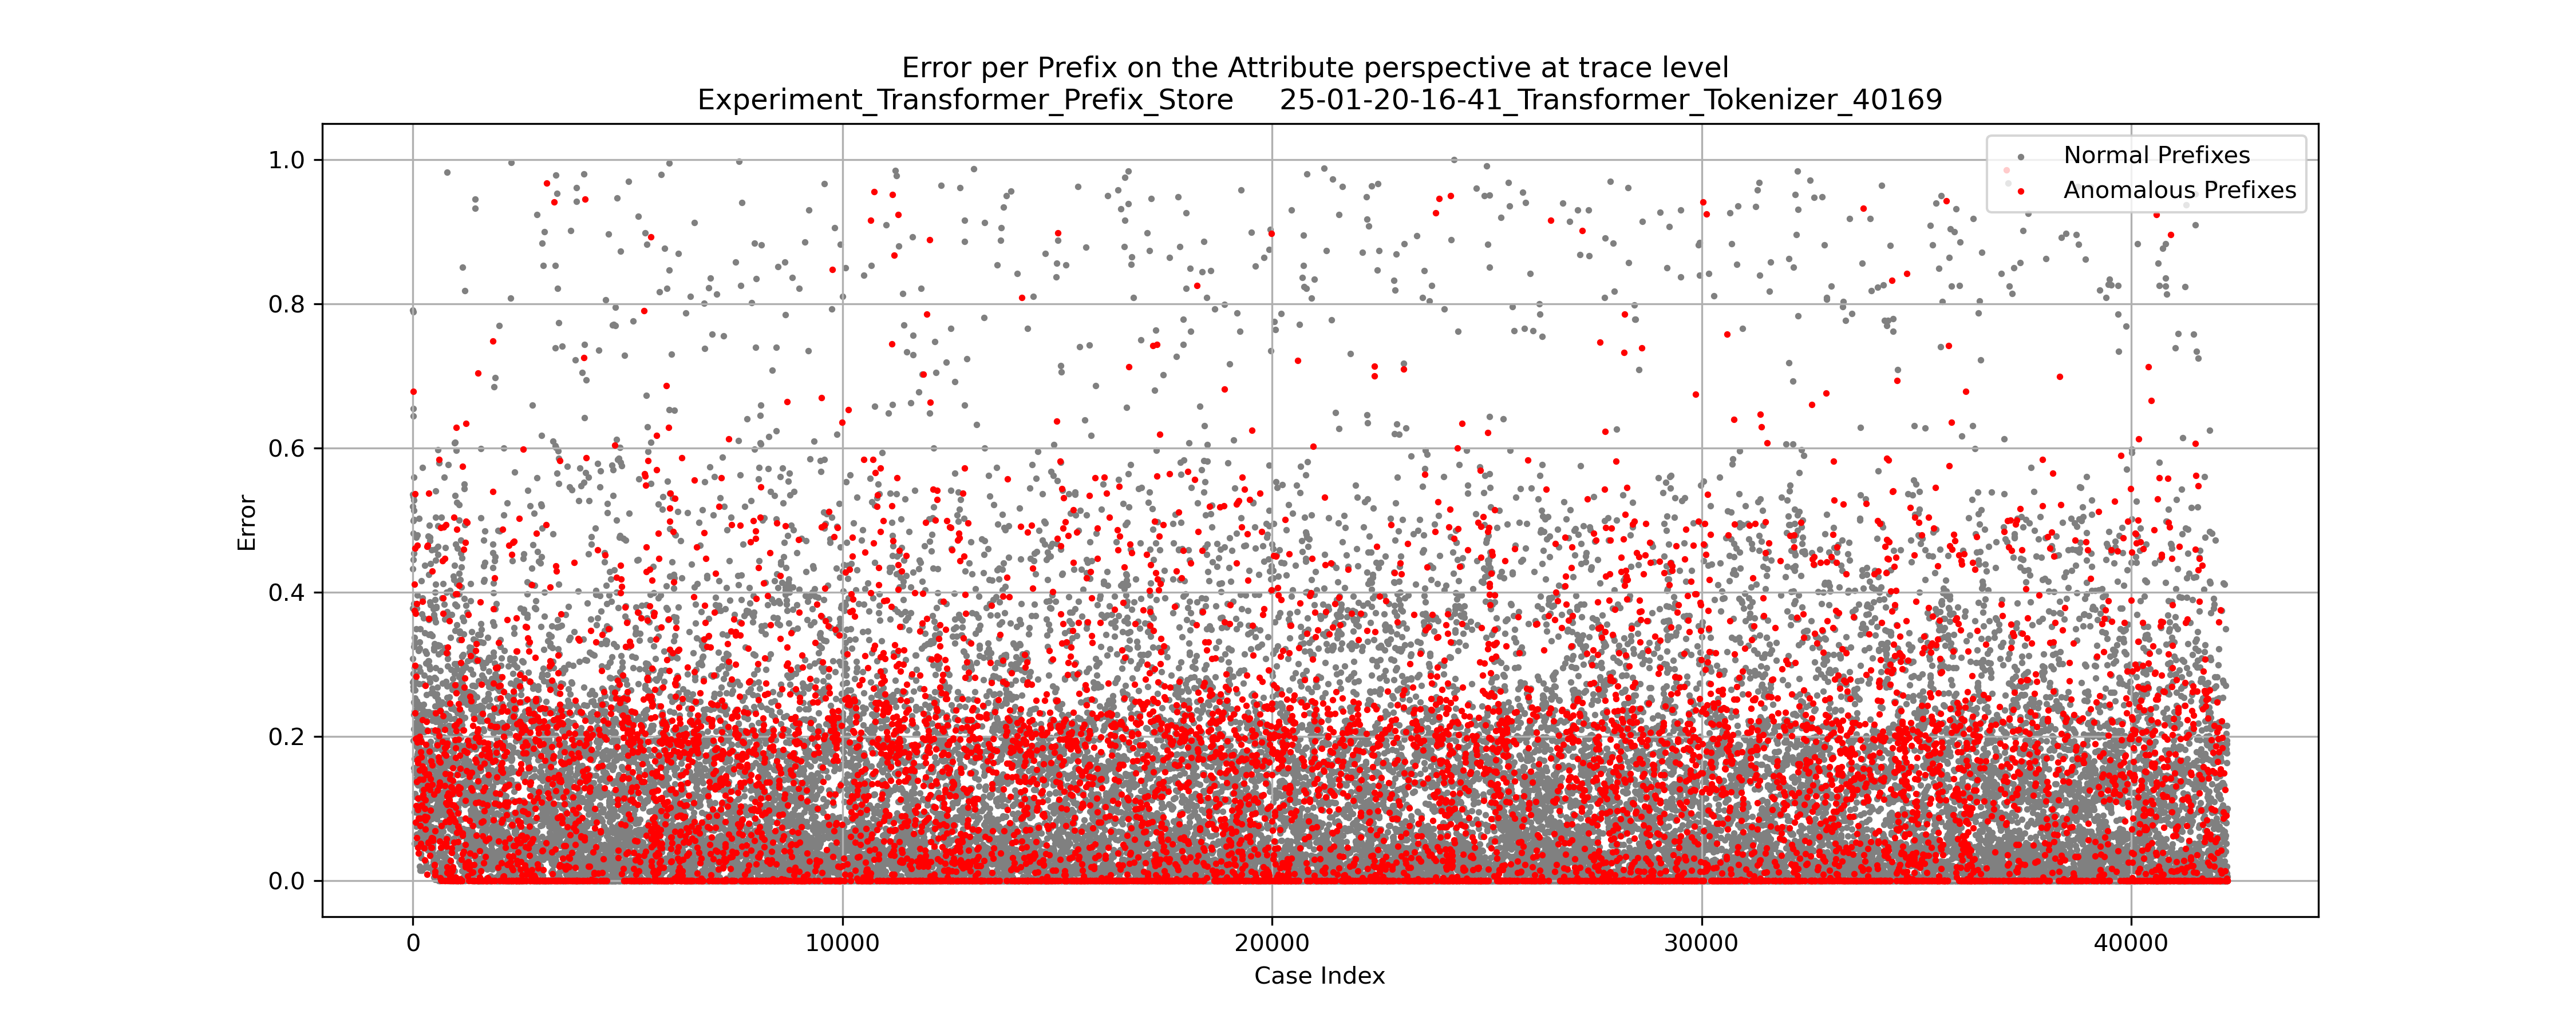 Error per Prefix on the Attribute perspective at trace level
Experiment_Transformer_Prefix_Store 25-01-20-16-41_Transformer_Tokenizer_40169
Normal Prefixes
Anomalous Prefixes
1.0
0.8
0.6
0.4
0.2
0.0
Error
0 10000 20000 30000 40000
Case Index